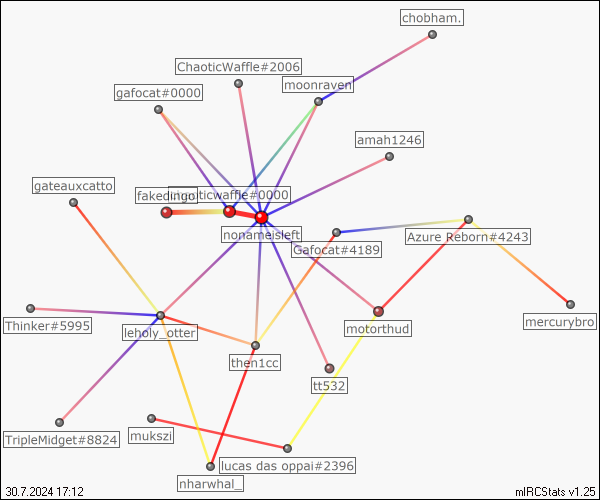 chobham.
ChaoticWaffle#2006
moonraven
gafocat#0000
amah1246
gateauxcatto
fakedingo
chaoticwaffle#0000
nonameisleft
Azure Reborn#4243
Gafocat#4189
Thinker#5995
leholy_otter
motorthud
mercurybro
then1cc
tt532
TripleMidget#8824
mukszi
lucas das oppai#2396
nharwhal_
30.7.2024 17:12
mIRCStats v1.25